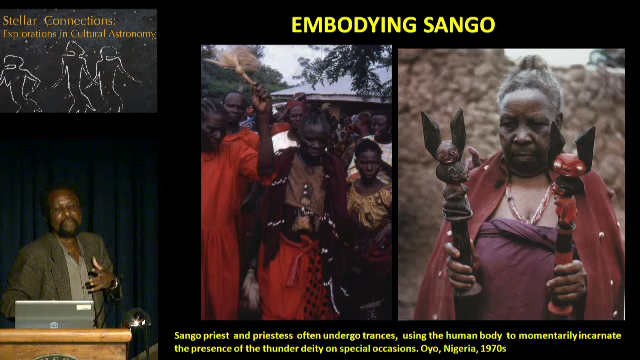 Stellar Connections:
Explorations in Cultural Astronomy
EMBODYING SANGO
Sango priest and priestess often undergo trances, using the human body to momentarily incarnate
the presence of the thunder deity on special occasions. Oyo, Nigeria, 1970s